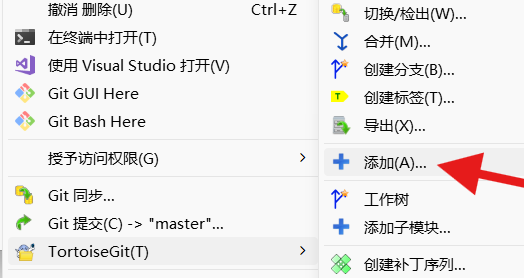 撤消 删除(U)
Ctrl+Z
在终端中打开(T)
使用 Visual Studio 打开(V)
Git GUI Here
Git Bash Here
授予访问权限(G)
Git 同步...
Git 提交(C) -> "master"...
TortoiseGit(T)
切换/检出(W)...
合并(M)...
创建分支(B)...
创建标签(T)...
导出(X)...
添加(A)...
工作树
添加子模块...
创建补丁序列...